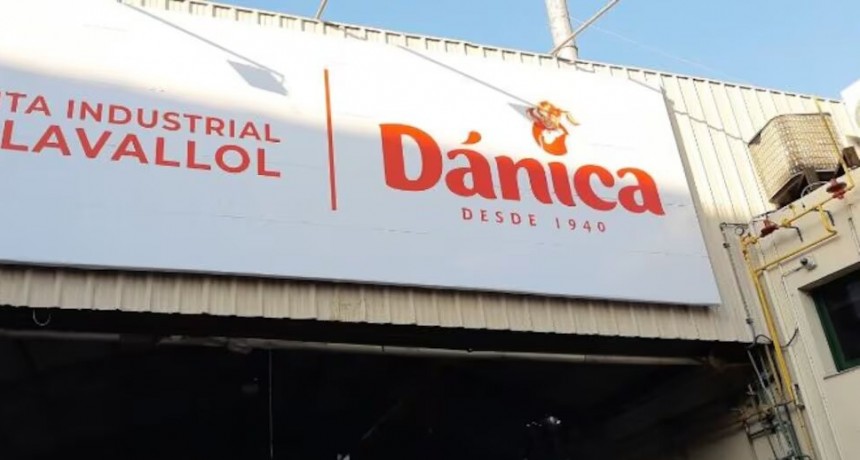 TA INDUSTRIAL
LAVALLOL
Dánica
DESDE 1940